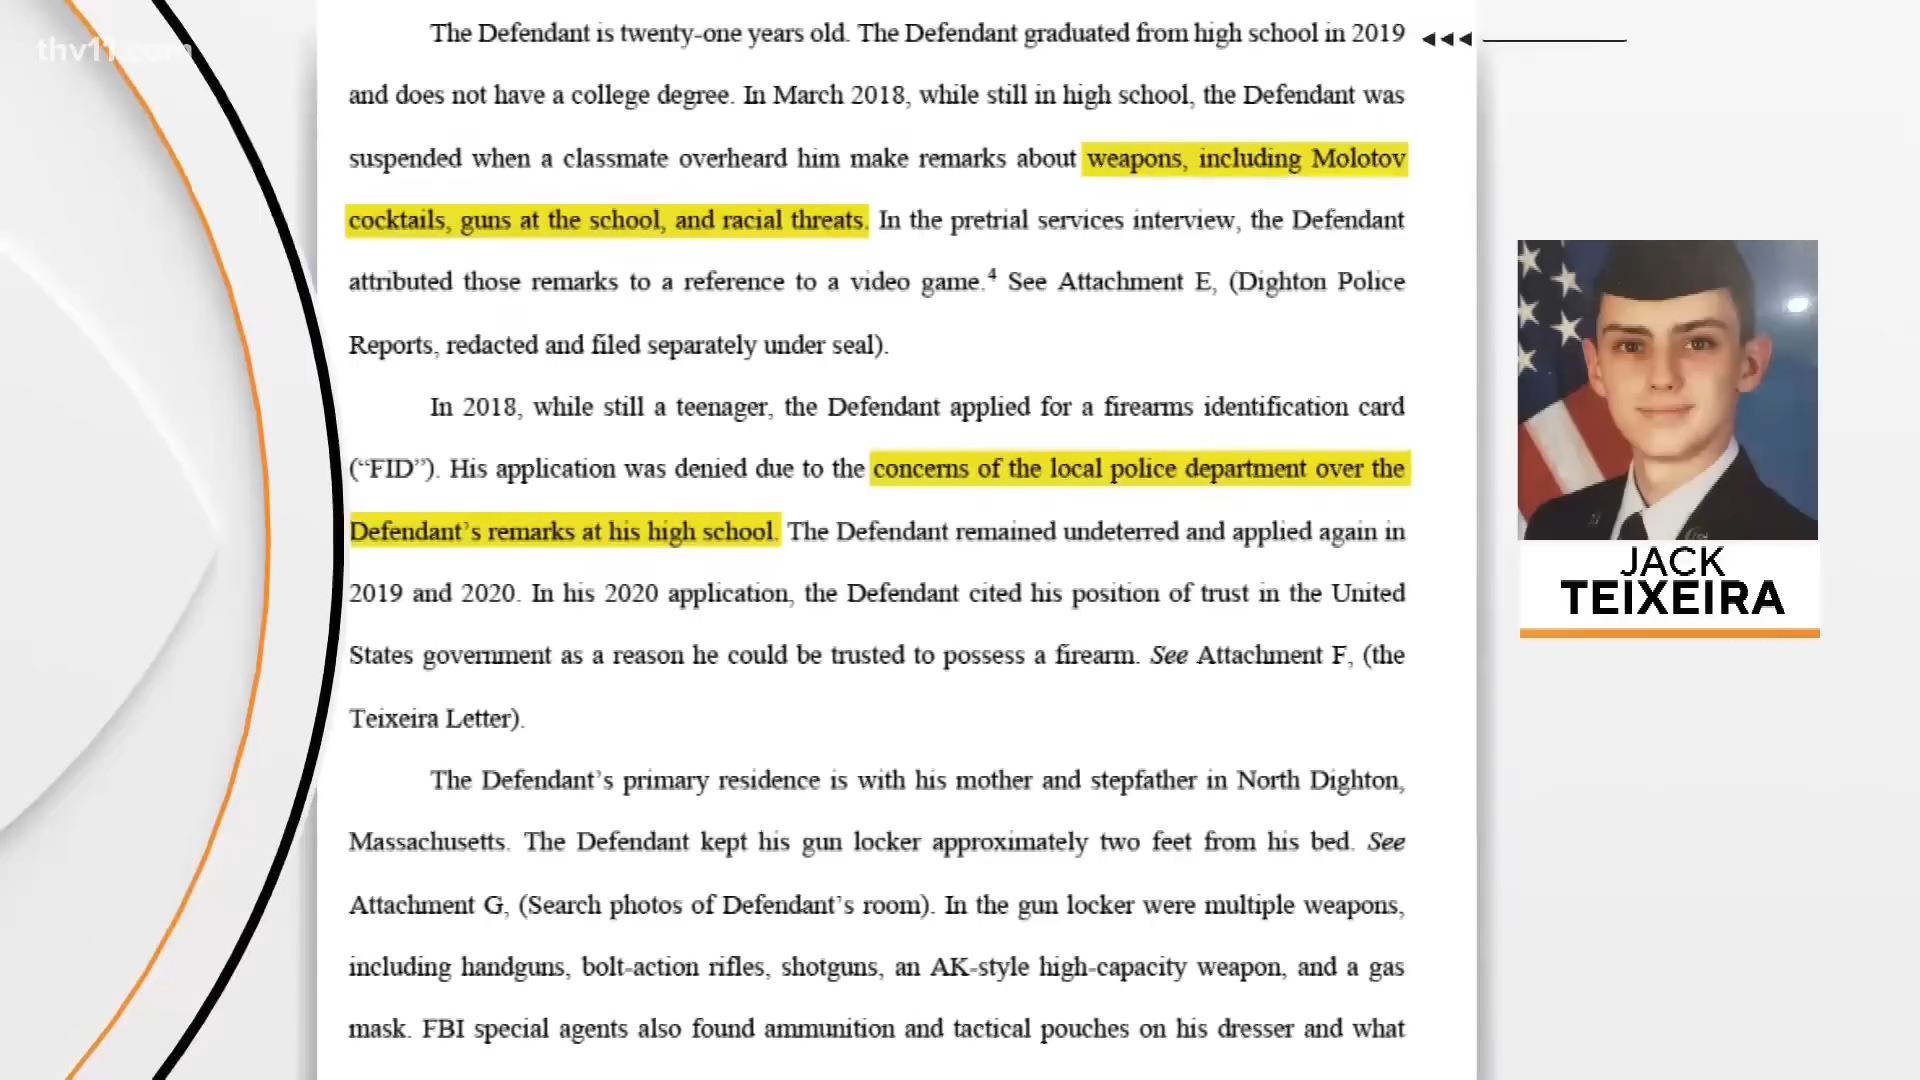 thv11.com
The Defendant is twenty-one years old. The Defendant graduated from high school in 2019
and does not have a college degree. In March 2018, while still in high school, the Defendant was
suspended when a classmate overheard him make remarks about weapons, including Molotov
cocktails, guns at the school, and racial threats. In the pretrial services interview, the Defendant
attributed those remarks to a reference to a video game.4 See Attachment E, (Dighton Police
Reports, redacted and filed separately under seal).
In 2018, while still a teenager, the Defendant applied for a firearms identification card
(“FID”). His application was denied due to the concerns of the local police department over the
Defendant’s remarks at his high school. The Defendant remained undeterred and applied again in
2019 and 2020. In his 2020 application, the Defendant cited his position of trust in the United
States government as a reason he could be trusted to possess a firearm. See Attachment F, (the
Teixeira Letter).
The Defendant’s primary residence is with his mother and stepfather in North Dighton,
Massachusetts. The Defendant kept his gun locker approximately two feet from his bed. See
Attachment G, (Search photos of Defendant’s room). In the gun locker were multiple weapons,
including handguns, bolt-action rifles, shotguns, an AK-style high-capacity weapon, and a gas
mask. FBI special agents also found ammunition and tactical pouches on his dresser and what
JACK
TEIXEIRA